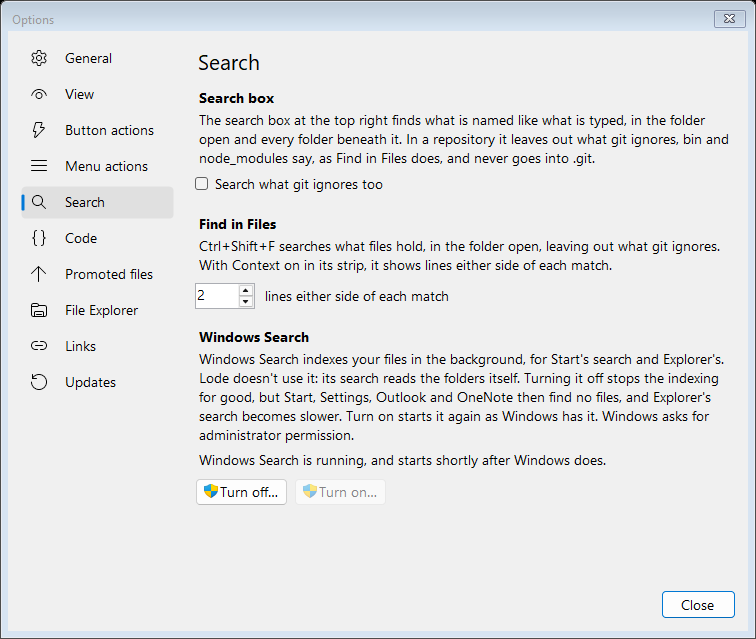 Options
General
View
Button actions
Menu actions
Search
Code
Promoted files
File Explorer
Links
Updates
Search
Search box
The search box at the top right finds what is named like what is typed, in the folder
open and every folder beneath it. In a repository it leaves out what git ignores, bin and
node_modules say, as Find in Files does, and never goes into .git.
Search what git ignores too
Find in Files
Ctrl+Shift+F searches what files hold, in the folder open, leaving out what git ignores.
With Context on in its strip, it shows lines either side of each match.
2 lines either side of each match
Windows Search
Windows Search indexes your files in the background, for Start's search and Explorer's.
Lode doesn't use it: its search reads the folders itself. Turning it off stops the indexing
for good, but Start, Settings, Outlook and OneNote then find no files, and Explorer's
search becomes slower. Turn on starts it again as Windows has it. Windows asks for
administrator permission.
Windows Search is running, and starts shortly after Windows does.
Turn off... Turn on...
Close